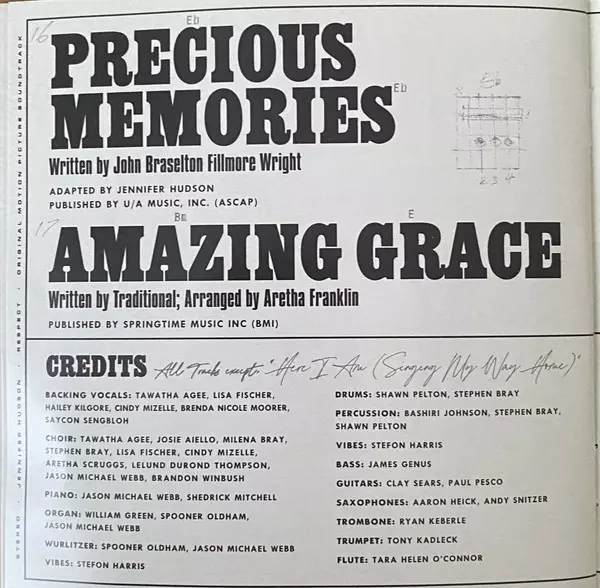 16
Eb
PRECIOUS
MEMORIES
Eb
Written by John Braselton Fillmore Wright
ADAPTED BY JENNIFER HUDSON
PUBLISHED BY U/A MUSIC, INC. (ASCAP)
Eb
2 3 4
17
Bm
E
AMAZING GRACE
Written by Traditional; Arranged by Aretha Franklin
PUBLISHED BY SPRINGTIME MUSIC INC (BMI)
CREDITS All Tracks except: "Here I Am (Singing My Way Home)"
BACKING VOCALS: TAWATHA AGEE, LISA FISCHER,
HAILEY KILGORE, CINDY MIZELLE, BRENDA NICOLE MOORER,
SAYCON SENGBLOH
CHOIR: TAWATHA AGEE, JOSIE AIELLO, MILENA BRAY,
STEPHEN BRAY, LISA FISCHER, CINDY MIZELLE,
ARETHA SCRUGGS, LELUND DUROND THOMPSON,
JASON MICHAEL WEBB, BRANDON WINBUSH
PIANO: JASON MICHAEL WEBB, SHEDRICK MITCHELL
ORGAN: WILLIAM GREEN, SPOONER OLDHAM,
JASON MICHAEL WEBB
WURLITZER: SPOONER OLDHAM, JASON MICHAEL WEBB
VIBES: STEFON HARRIS
DRUMS: SHAWN PELTON, STEPHEN BRAY
PERCUSSION: BASHIRI JOHNSON, STEPHEN BRAY,
SHAWN PELTON
VIBES: STEFON HARRIS
BASS: JAMES GENUS
GUITARS: CLAY SEARS, PAUL PESCO
SAXOPHONES: AARON HEICK, ANDY SNITZER
TROMBONE: RYAN KEBERLE
TRUMPET: TONY KADLECK
FLUTE: TARA HELEN O'CONNOR
STEREO · JENNIFER HUDSON · RESPECT · ORIGINAL MOTION PICTURE SOUNDTRACK